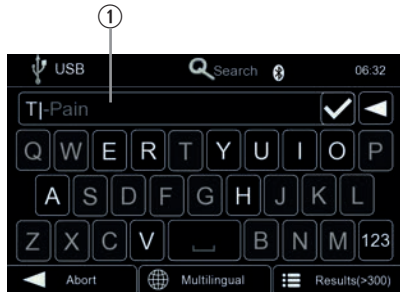 1
USB Search 06:32
T|-Pain
Q W E R T Y U I O P
A S D F G H J K L
Z X C V B N M 123
Abort Multilingual Results(>300)